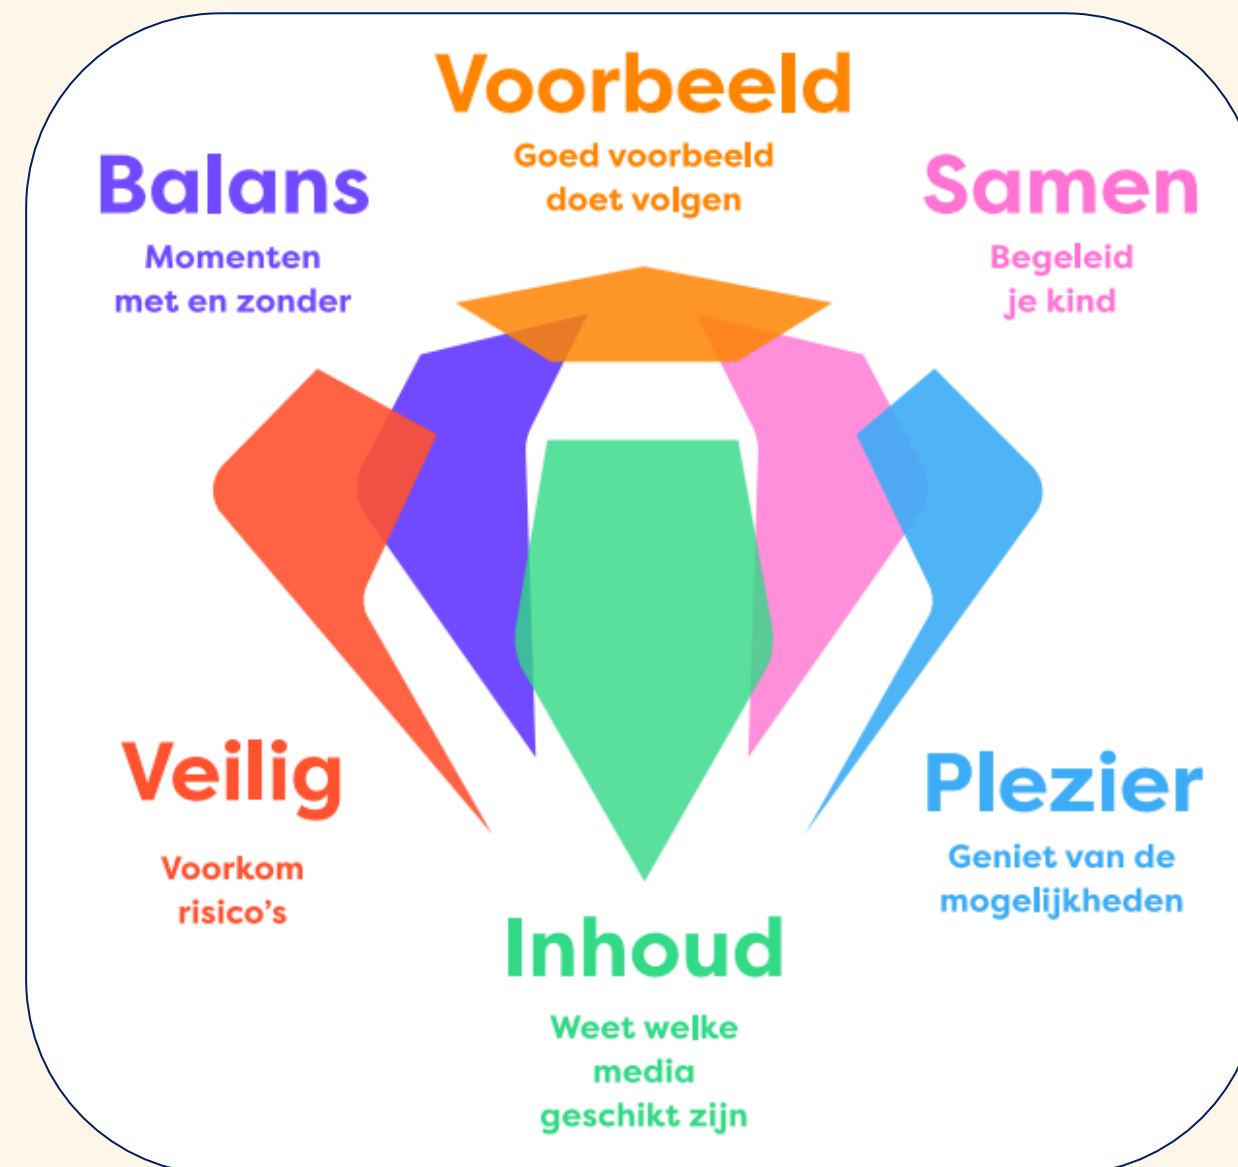 Voorbeeld
Goed voorbeeld
doet volgen
Balans
Momenten
met en zonder
Samen
Begeleid
je kind
Veilig
Voorkom
risico’s
Plezier
Geniet van de
mogelijkheden
Inhoud
Weet welke
media
geschikt zijn